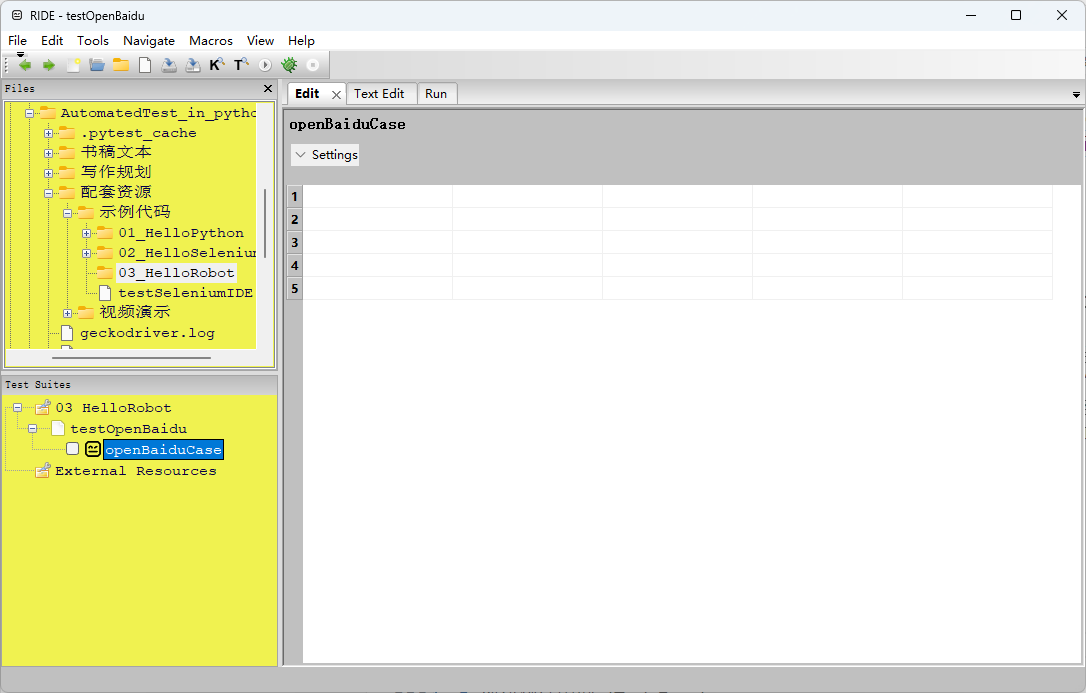 RIDE - testOpenBaidu
File Edit Tools Navigate Macros View Help
K T
Files
AutomatedTest_in_pytho
.pytest_cache
书稿文本
写作规划
配套资源
示例代码
01_HelloPython
02_HelloSelenium
03_HelloRobot
testSeleniumIDE
视频演示
geckodriver.log
Test Suites
03 HelloRobot
testOpenBaidu
openBaiduCase
External Resources
Edit Text Edit Run
openBaiduCase
Settings
1
2
3
4
5